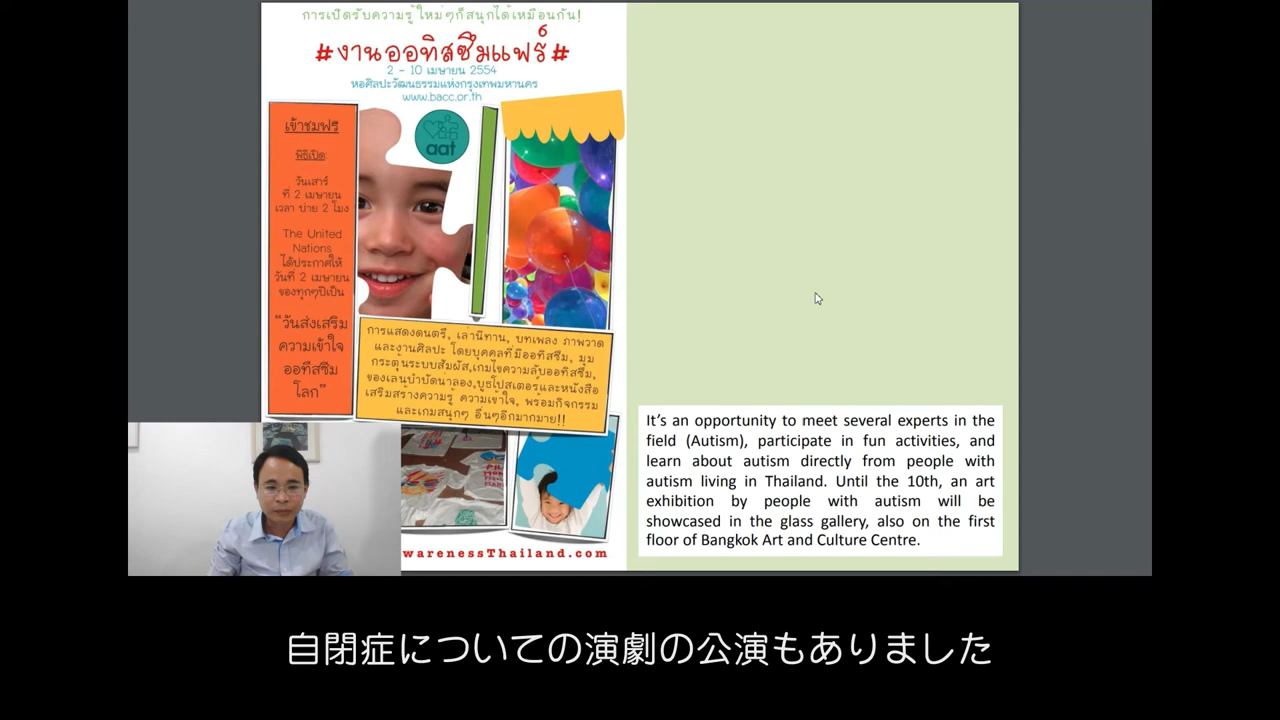 การเปิดรับความรู้ใหม่ๆก็สนุกได้เหมือนกัน!
#งานออทิสซึมแฟร์#
2 - 10 เมษายน 2554
หอศิลปะวัฒนธรรมแห่งกรุงเทพมหานคร
www.bacc.or.th
เข้าชมฟรี
พิธีเปิด
วันเสาร์
ที่ 2 เมษายน
เวลา บ่าย 2 โมง
The United
Nations
ได้ประกาศให้
วันที่ 2 เมษายน
ของทุกๆปีเป็น
"วันส่งเสริม
ความเข้าใจ
ออทิสซึม
โลก"
aat
การแสดงดนตรี, เล่านิทาน, บทเพลง ภาพวาด
และงานศิลปะ โดยบุคคลที่มีออทิสซึม, มุม
กระตุ้นระบบสัมผัส,เกมไขความลับออทิสซึม,
ของเล่นบำบัดน่าลอง,บูธโปสเตอร์และหนังสือ
เสริมสร้างความรู้ ความเข้าใจ, พร้อมกิจกรรม
และเกมสนุกๆ อื่นๆอีกมากมาย!!
warenessThailand.com
It's an opportunity to meet several experts in the
field (Autism), participate in fun activities, and
learn about autism directly from people with
autism living in Thailand. Until the 10th, an art
exhibition by people with autism will be
showcased in the glass gallery, also on the first
floor of Bangkok Art and Culture Centre.
自閉症についての演劇の公演もありました